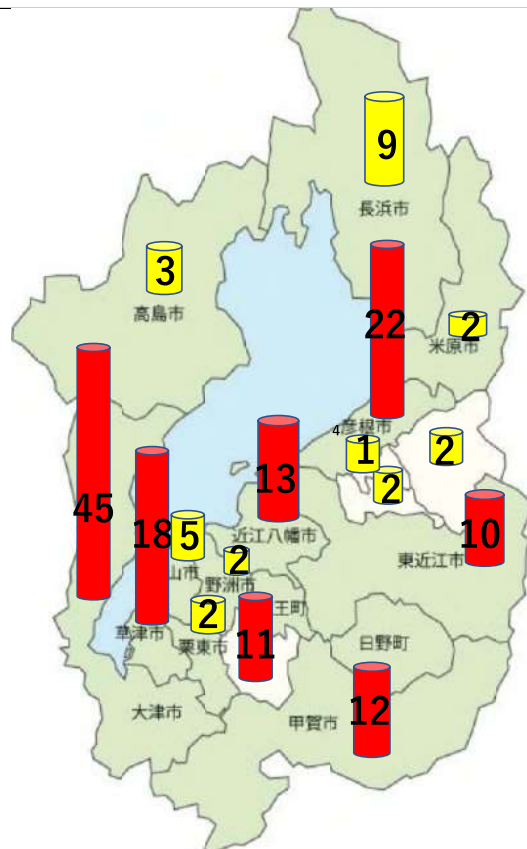 9
長浜市
3
高島市
22
2
米原市
4
彦根市
1
2
2
45
18
13
5
10
近江八幡市
東近江市
山市
2
野洲市
2
王町
草津市
栗東市
11
日野町
12
大津市
甲賀市